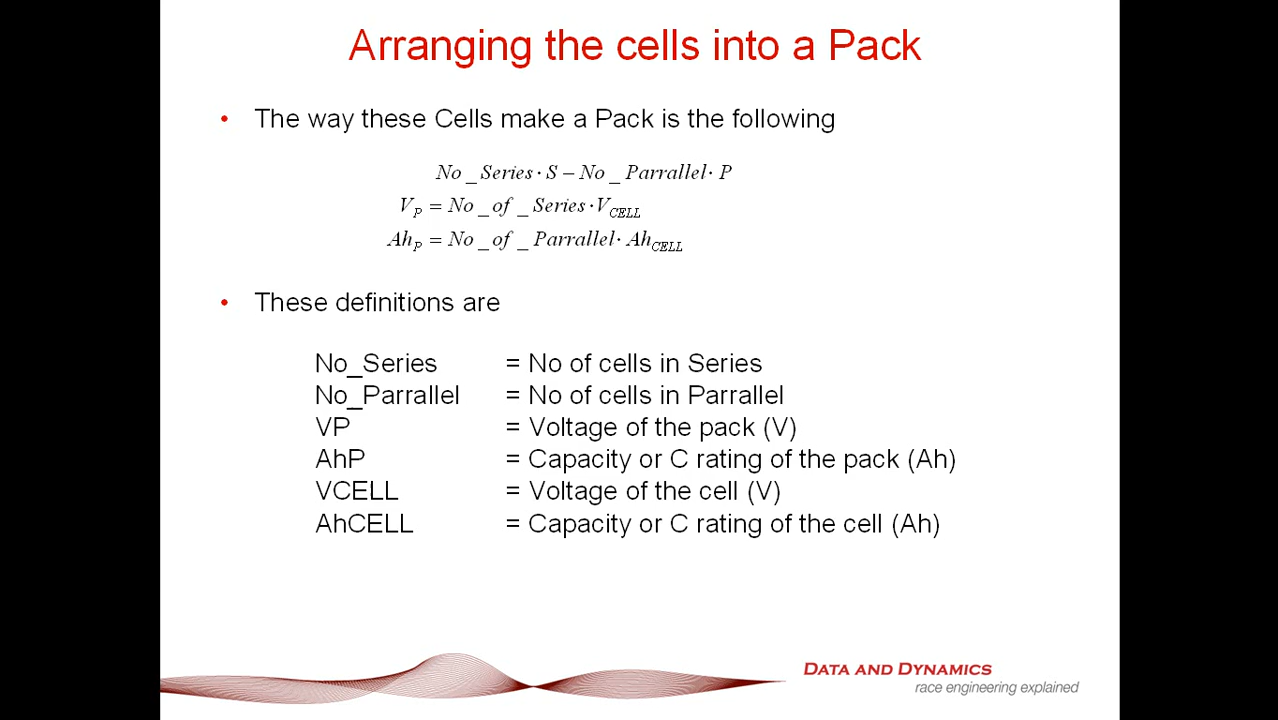 Arranging the cells into a Pack
• The way these Cells make a Pack is the following
No_Series·S – No_Parrallel·P
V_P = No_of_Series·V_CELL
Ah_P = No_of_Parrallel·Ah_CELL
• These definitions are
No_Series = No of cells in Series
No_Parrallel = No of cells in Parrallel
VP = Voltage of the pack (V)
AhP = Capacity or C rating of the pack (Ah)
VCELL = Voltage of the cell (V)
AhCELL = Capacity or C rating of the cell (Ah)
DATA AND DYNAMICS
race engineering explained